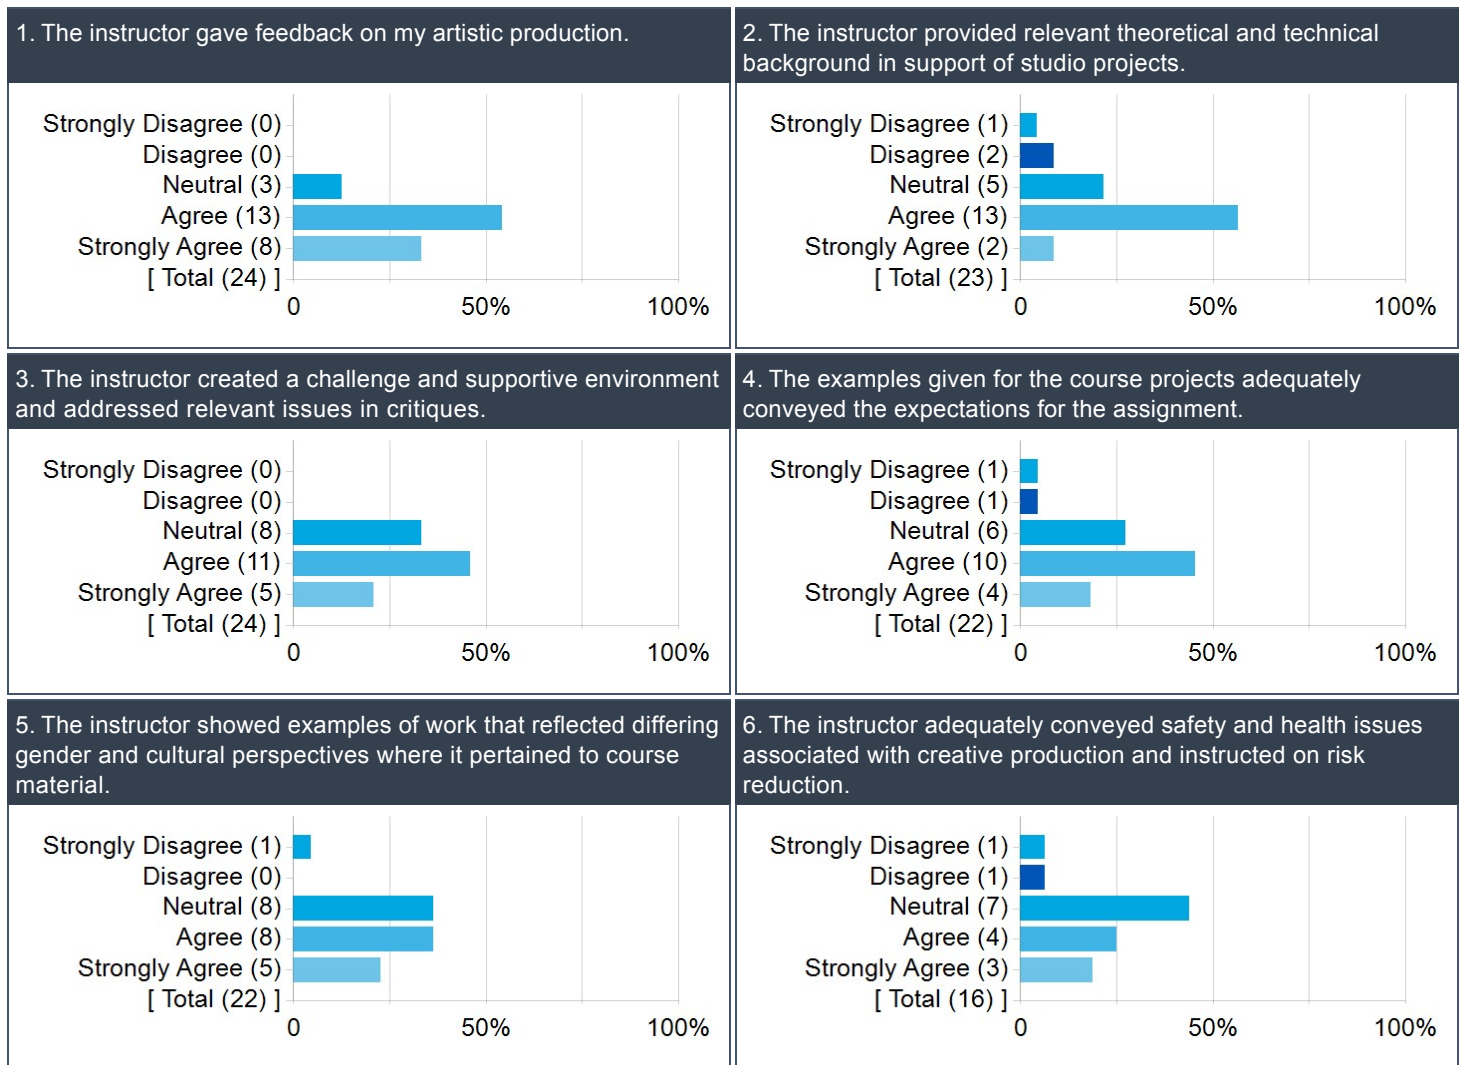 1. The instructor gave feedback on my artistic production.
Strongly Disagree (0)
Disagree (0)
Neutral (3)
Agree (13)
Strongly Agree (8)
[ Total (24) ]
0 50% 100%
2. The instructor provided relevant theoretical and technical
background in support of studio projects.
Strongly Disagree (1)
Disagree (2)
Neutral (5)
Agree (13)
Strongly Agree (2)
[ Total (23) ]
0 50% 100%
3. The instructor created a challenge and supportive environment
and addressed relevant issues in critiques.
Strongly Disagree (0)
Disagree (0)
Neutral (8)
Agree (11)
Strongly Agree (5)
[ Total (24) ]
0 50% 100%
4. The examples given for the course projects adequately
conveyed the expectations for the assignment.
Strongly Disagree (1)
Disagree (1)
Neutral (6)
Agree (10)
Strongly Agree (4)
[ Total (22) ]
0 50% 100%
5. The instructor showed examples of work that reflected differing
gender and cultural perspectives where it pertained to course
material.
Strongly Disagree (1)
Disagree (0)
Neutral (8)
Agree (8)
Strongly Agree (5)
[ Total (22) ]
0 50% 100%
6. The instructor adequately conveyed safety and health issues
associated with creative production and instructed on risk
reduction.
Strongly Disagree (1)
Disagree (1)
Neutral (7)
Agree (4)
Strongly Agree (3)
[ Total (16) ]
0 50% 100%